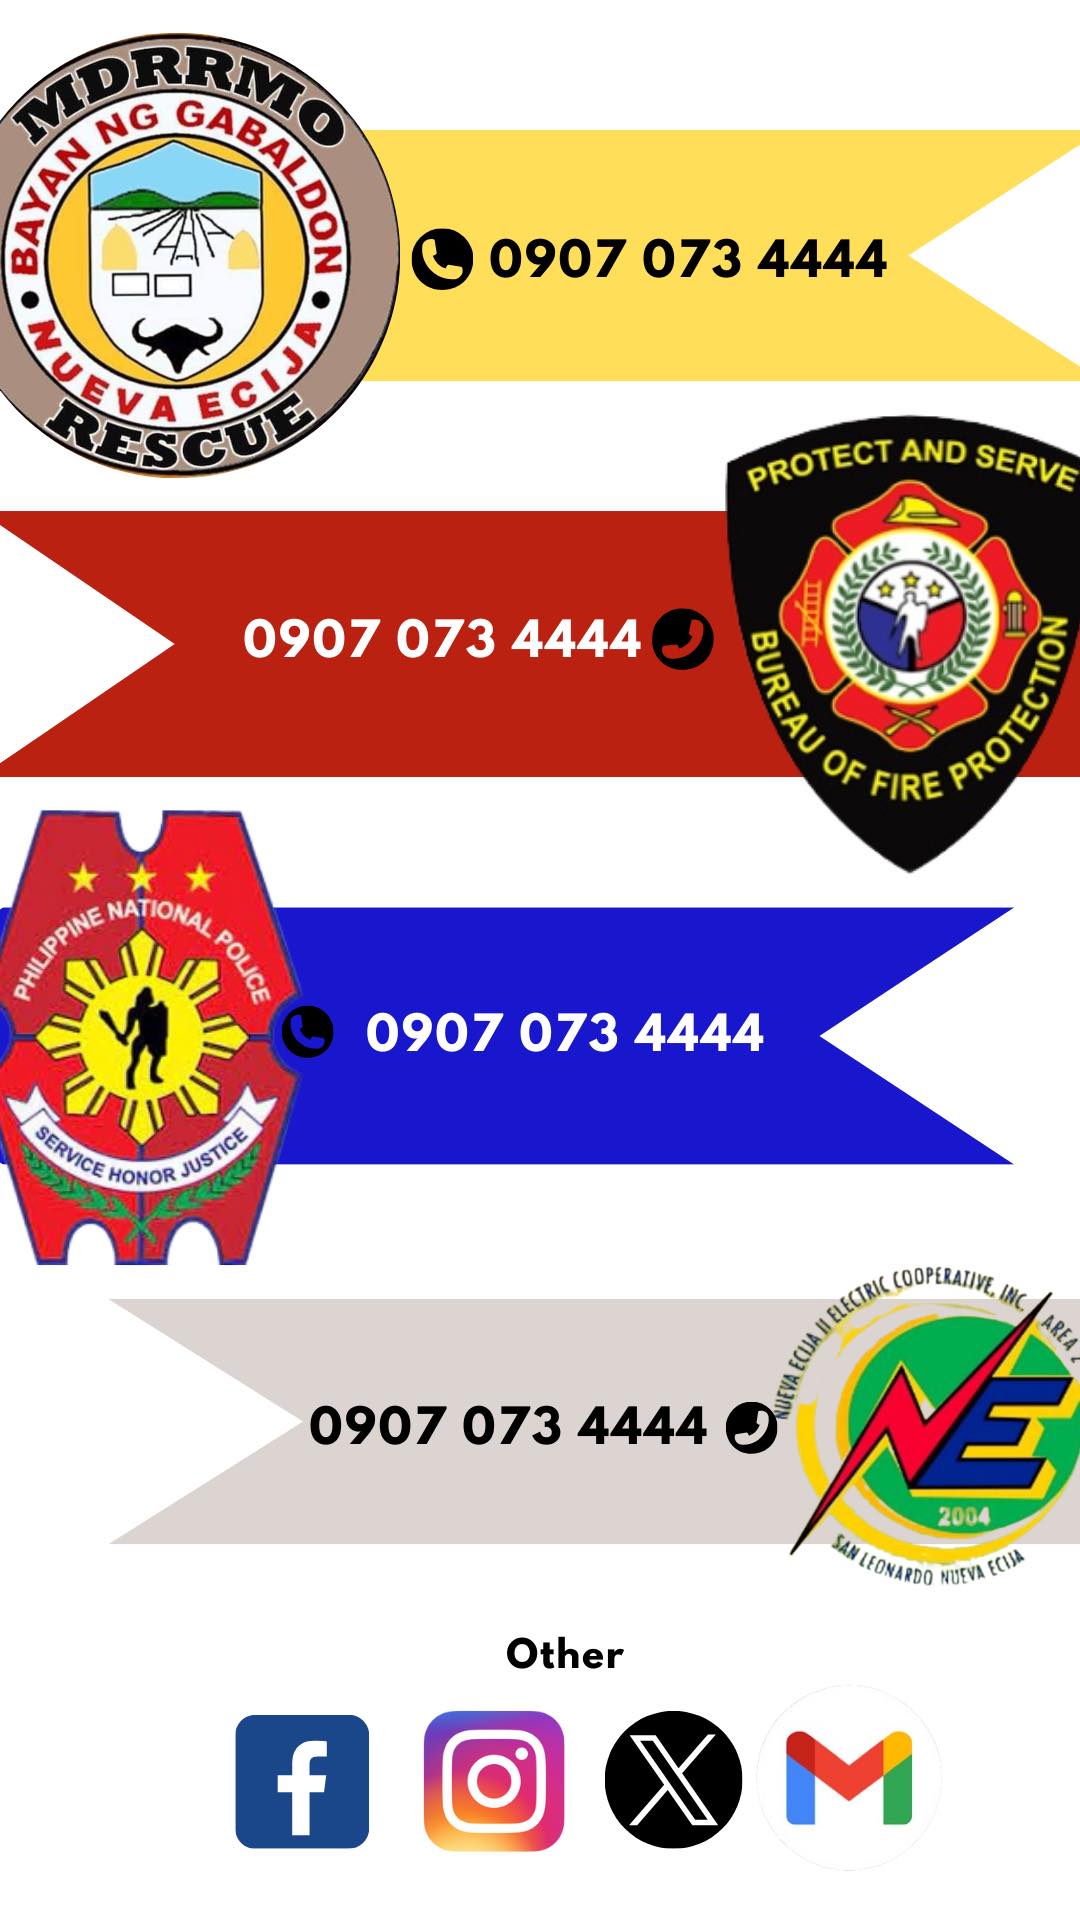 MDRRMO
BAYAN NG GABALDON
NUEVA ECIJA
RESCUE
0907 073 4444
PROTECT AND SERVE
BUREAU OF FIRE PROTECTION
0907 073 4444
PHILIPPINE NATIONAL POLICE
SERVICE HONOR JUSTICE
0907 073 4444
NUEVA ECIJA II ELECTRIC COOPERATIVE, INC. AREA 2
NE
2004
SAN LEONARDO NUEVA ECIJA
0907 073 4444
Other